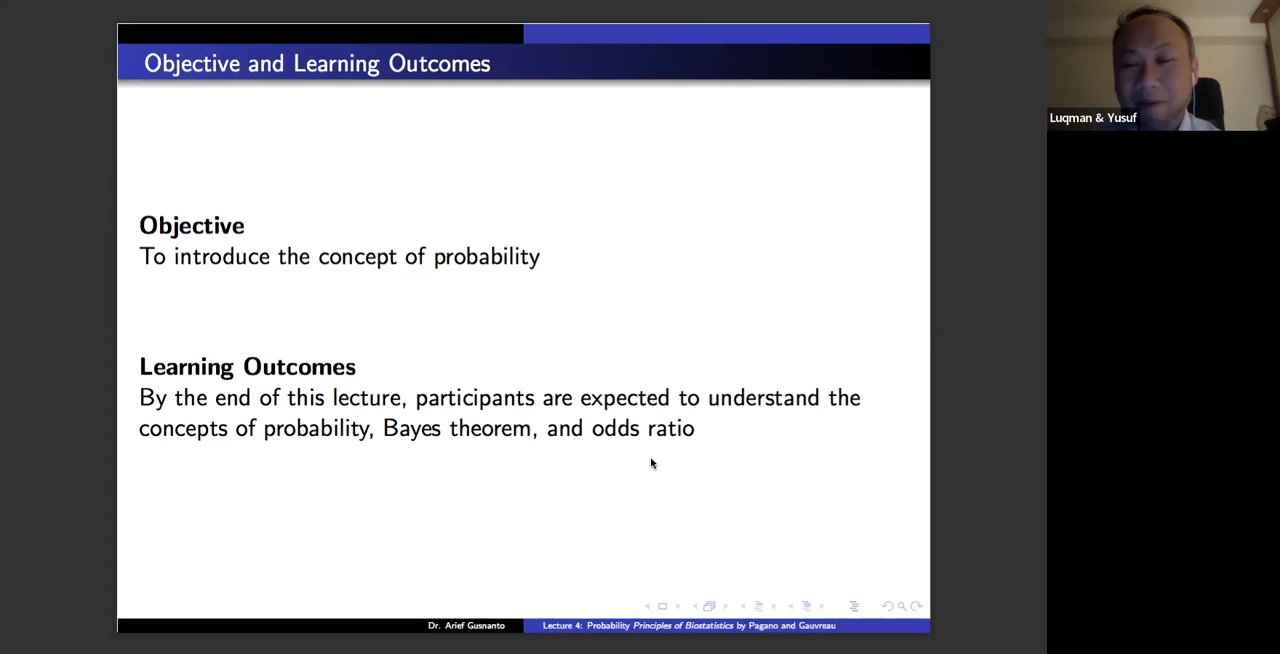 Objective and Learning Outcomes
Luqman & Yusuf
Objective
To introduce the concept of probability
Learning Outcomes
By the end of this lecture, participants are expected to understand the
concepts of probability, Bayes theorem, and odds ratio
Dr. Arief Gusnanto
Lecture 4: Probability Principles of Biostatistics by Pagano and Gauvreau